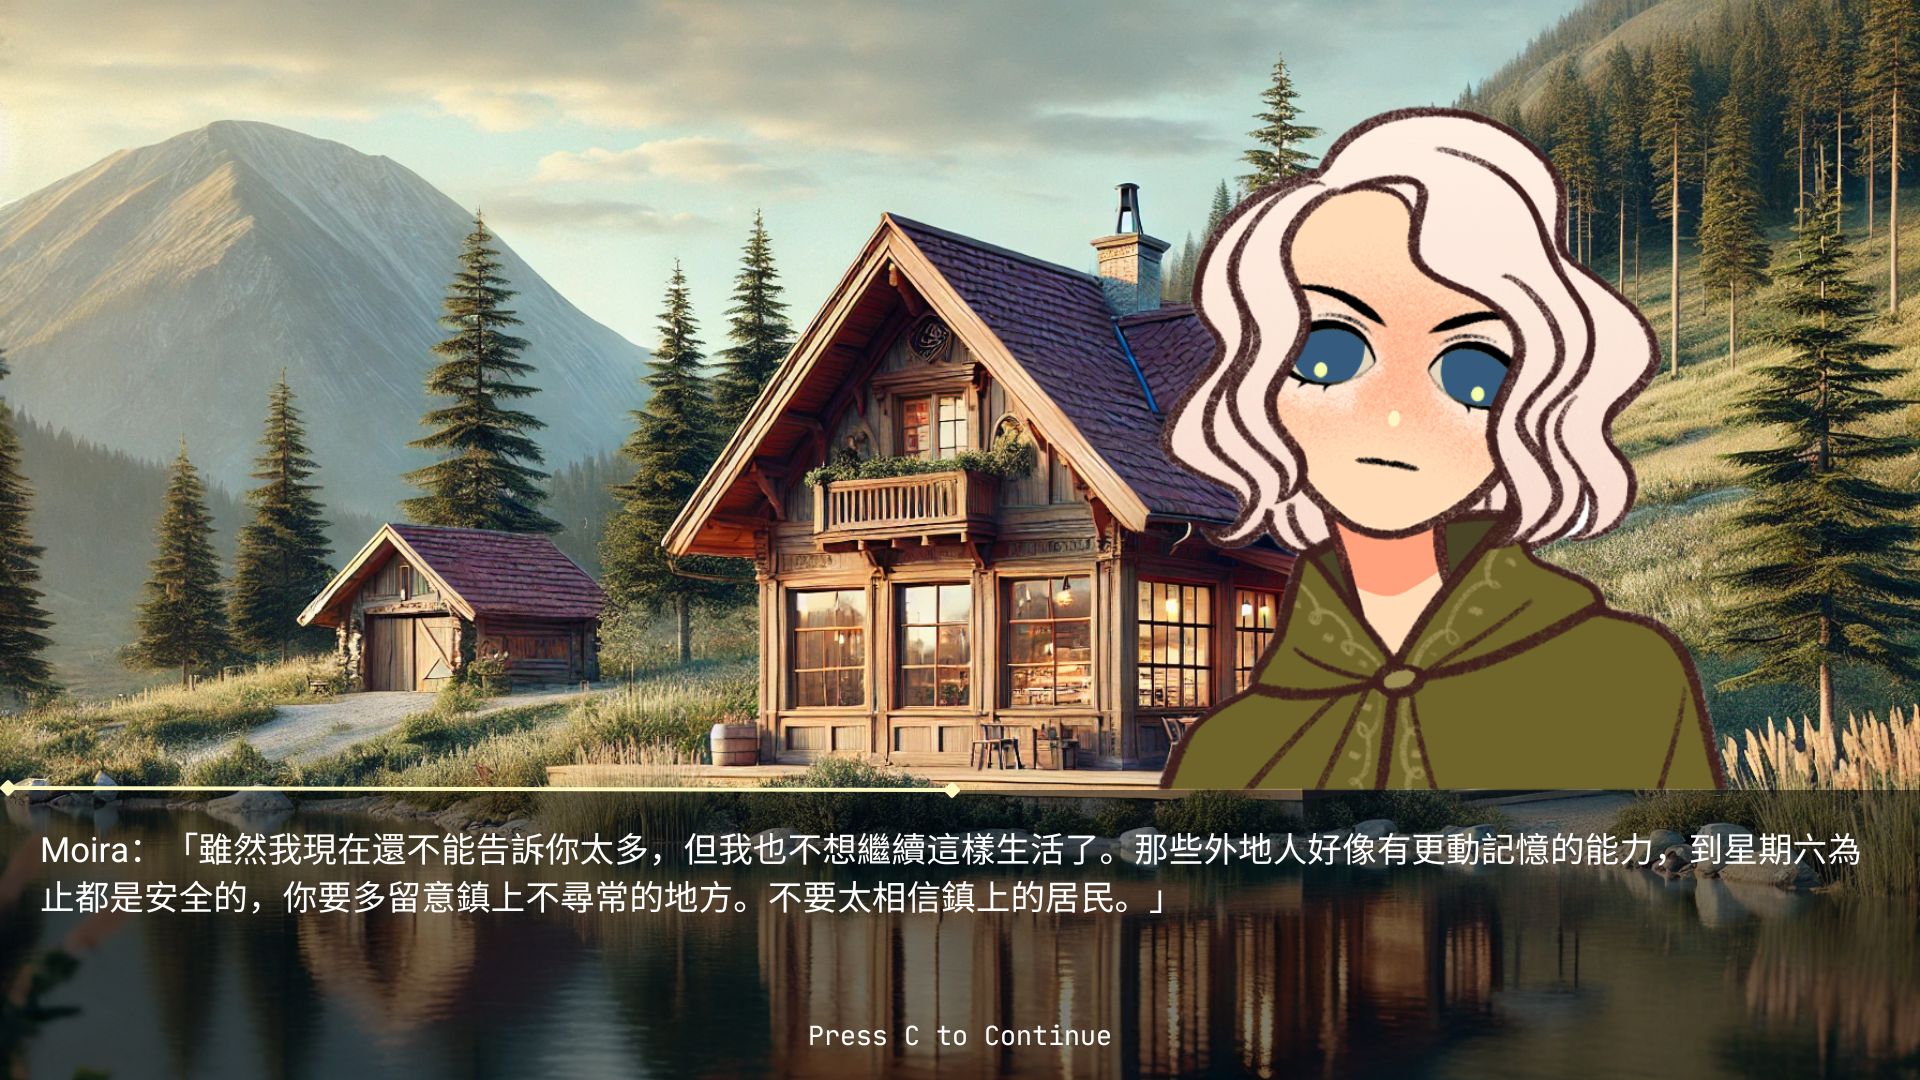 Moira：「雖然我現在還不能告訴你太多，但我也不想繼續這樣生活了。那些外地人好像有更動記憶的能力，到星期六為
止都是安全的，你要多留意鎮上不尋常的地方。不要太相信鎮上的居民。」
Press C to Continue